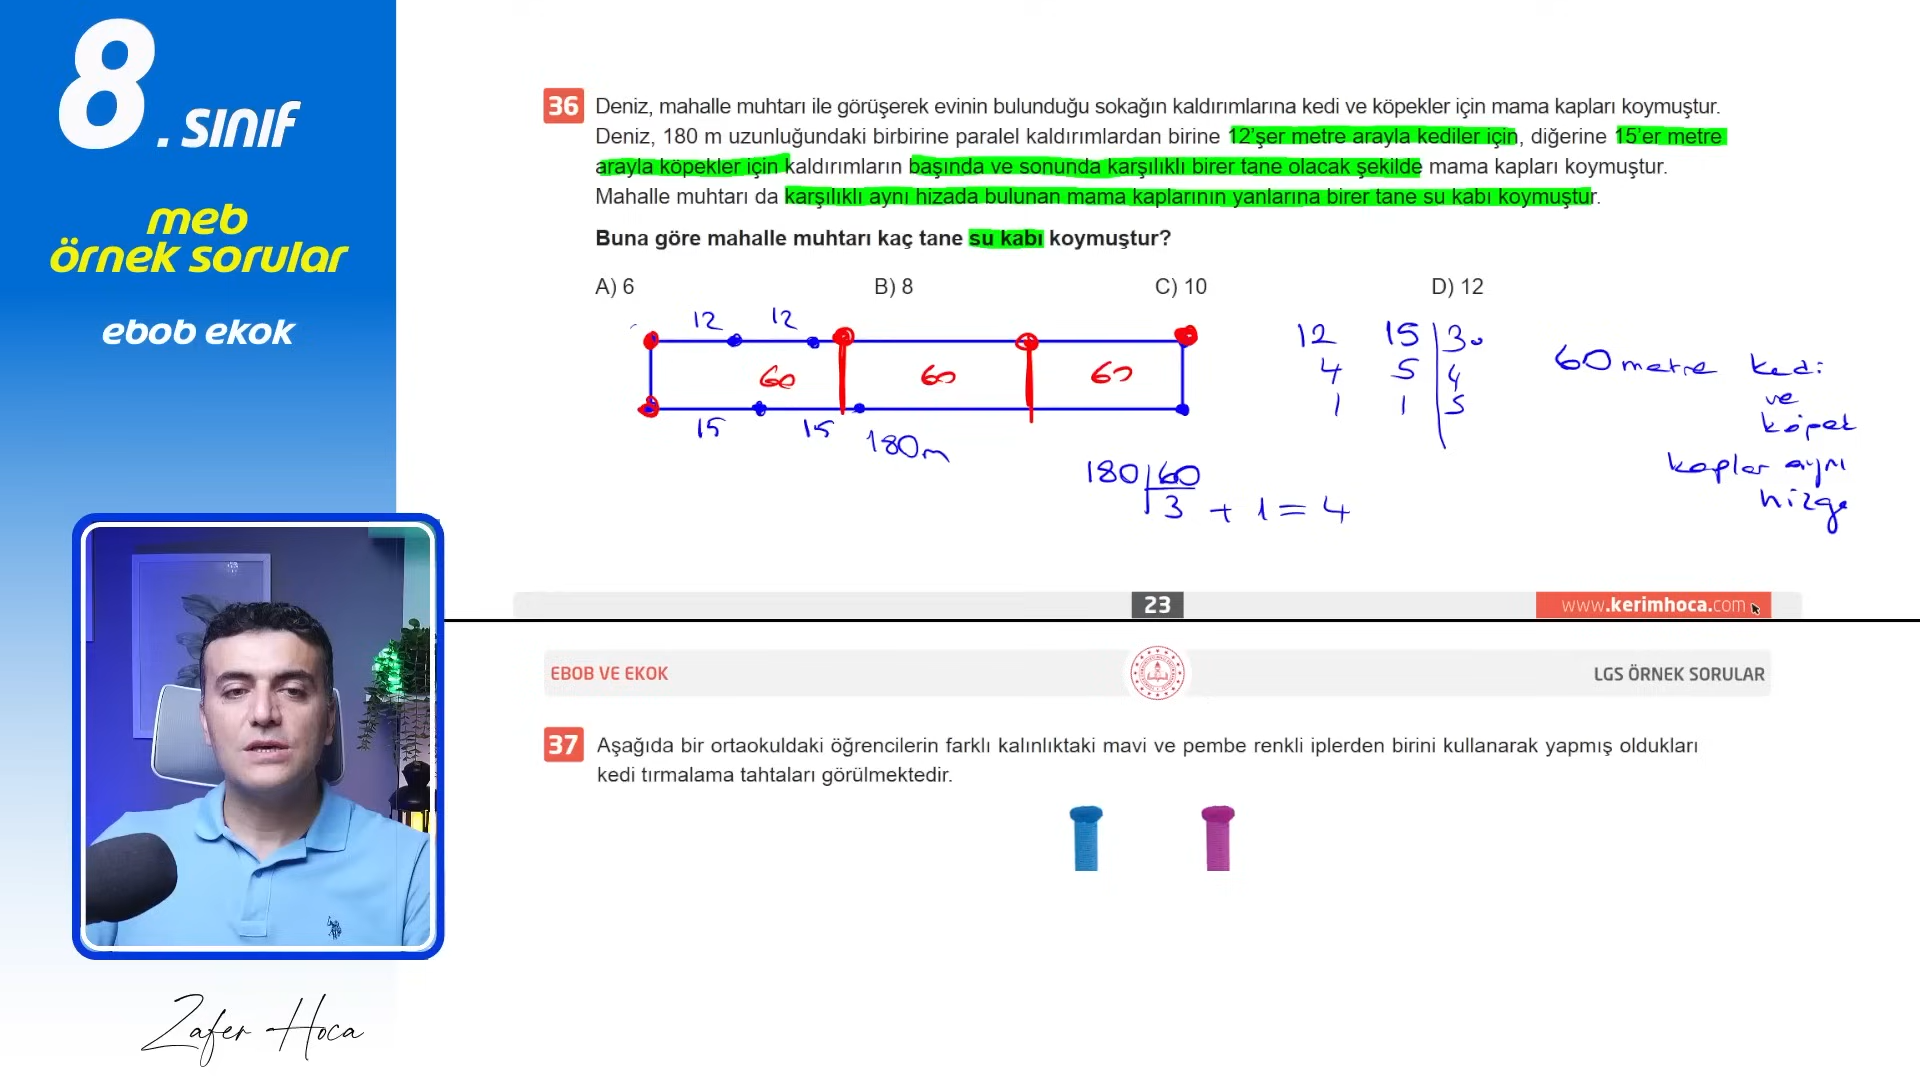 8. SINIF
meb
örnek sorular
ebob ekok
36 Deniz, mahalle muhtarı ile görüşerek evinin bulunduğu sokağın kaldırımlarına kedi ve köpekler için mama kapları koymuştur.
Deniz, 180 m uzunluğundaki birbirine paralel kaldırımlardan birine 12'şer metre arayla kediler için, diğerine 15'er metre
arayla köpekler için kaldırımların başında ve sonunda karşılıklı birer tane olacak şekilde mama kapları koymuştur.
Mahalle muhtarı da karşılıklı aynı hizada bulunan mama kaplarının yanlarına birer tane su kabı koymuştur.
Buna göre mahalle muhtarı kaç tane su kabı koymuştur?
A) 6 B) 8 C) 10 D) 12
12 12
60 60 60
15 15 180m
12 15 3
4 5 4
1 1 5
60 metre kedi
ve
köpek
kaplar aynı
hizga
180 60
3 + 1 = 4
23
www.kerimhoca.com
EBOB VE EKOK
LGS ÖRNEK SORULAR
37 Aşağıda bir ortaokuldaki öğrencilerin farklı kalınlıktaki mavi ve pembe renkli iplerden birini kullanarak yapmış oldukları
kedi tırmalama tahtaları görülmektedir.
Zafer Hoca